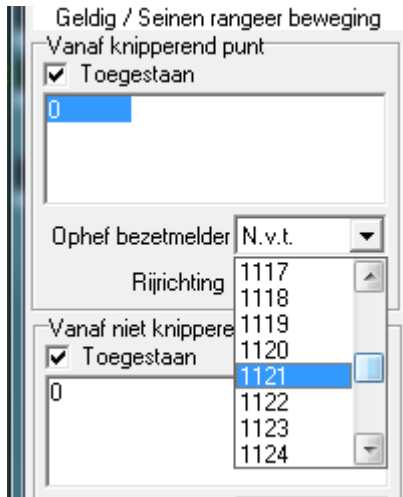 Geldig / Seinen rangeer beweging
Vanaf knipperend punt
Toegestaan
0
Ophef bezetmelder N.v.t.
1117
Rijrichting
1118
1119
Vanaf niet knippere
1120
Toegestaan
1121
0
1122
1123
1124